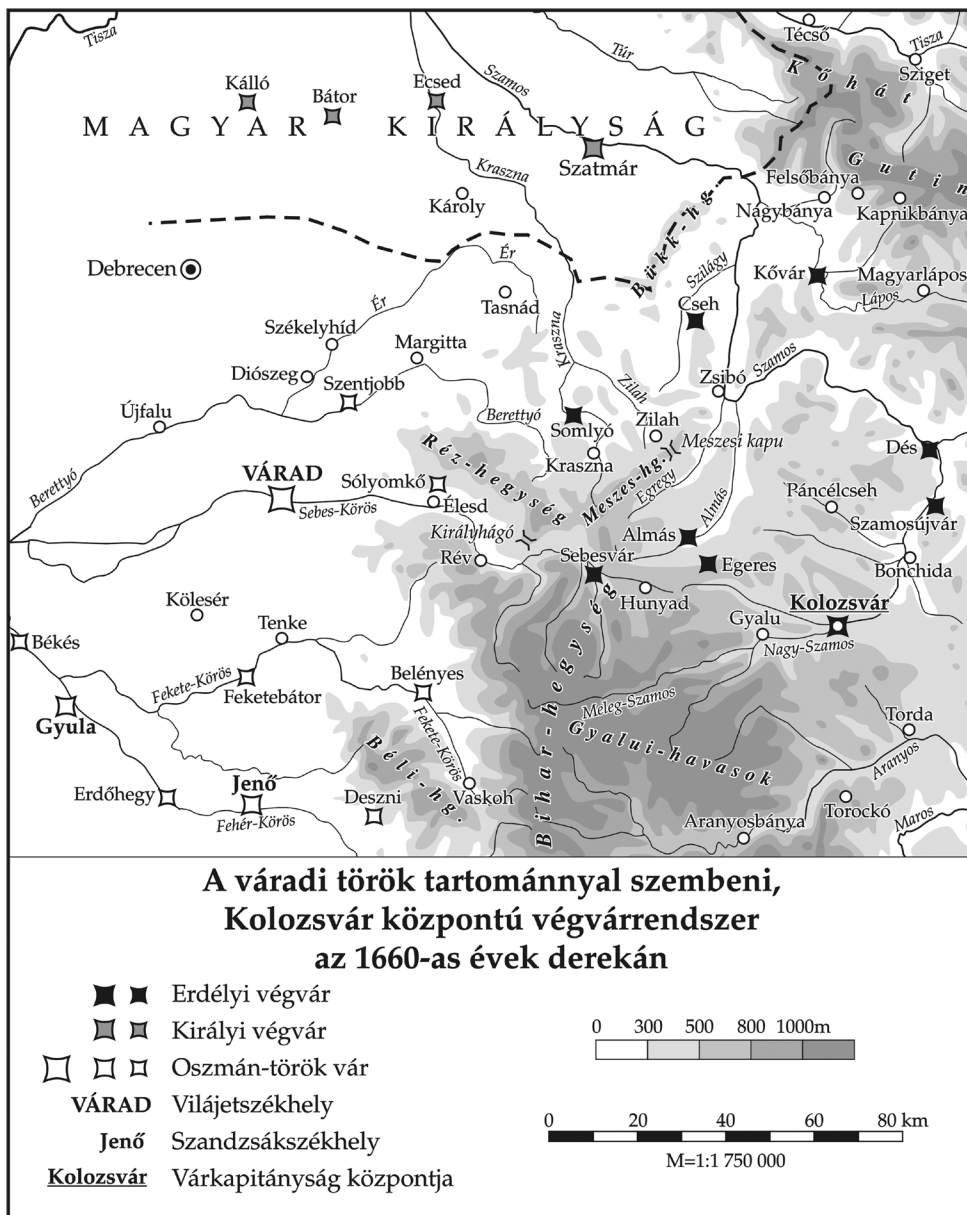 Tisza
Técső
Tisza
Sziget
Túr
Kőhát
Kálló
Bátor
Ecsed
Szamos
MAGYAR KIRÁLYSÁG
Szatmár
Gutin
Kraszna
Károly
Felsőbánya
Nagybánya
Kapnikbánya
Debrecen
Bükk-hg.
Ér
Ér
Tasnád
Szilágy
Cseh
Kővár
Magyarlápos
Lápos
Székelyhíd
Margitta
Kraszna
Diószeg
Szentjobb
Zsibó
Szamos
Újfalu
Berettyó
Zilah
Somlyó
Zilah
Meszesi kapu
Kraszna
Dés
Berettyó
VÁRAD
Sebes-Körös
Sólyomkő
Élesd
Réz-hegység
Meszes-hg.
Egregy
Almás
Páncélcseh
Szamosújvár
Királyhágó
Rév
Almás
Sebesvár
Egeres
Bonchida
Hunyad
Kolozsvár
Kölesér
Békés
Tenke
Gyalu
Nagy-Szamos
Fekete-Körös
Feketebátor
Belényes
Gyula
Fekete-Körös
Meleg-Szamos
Bihar-hegység
Gyalui-havasok
Torda
Aranyos
Béli-hg.
Erdőhegy
Jenő
Fehér-Körös
Deszni
Vaskoh
Aranyosbánya
Torockó
Maros
A váradi török tartománnyal szembeni,
Kolozsvár központú végvárrendszer
az 1660-as évek derekán
Erdélyi végvár
Királyi végvár
Oszmán-török vár
VÁRAD Vilájetszékhely
Jenő Szandzsákszékhely
Kolozsvár Várkapitányság központja
0 300 500 800 1000m
0 20 40 60 80 km
M=1:1 750 000